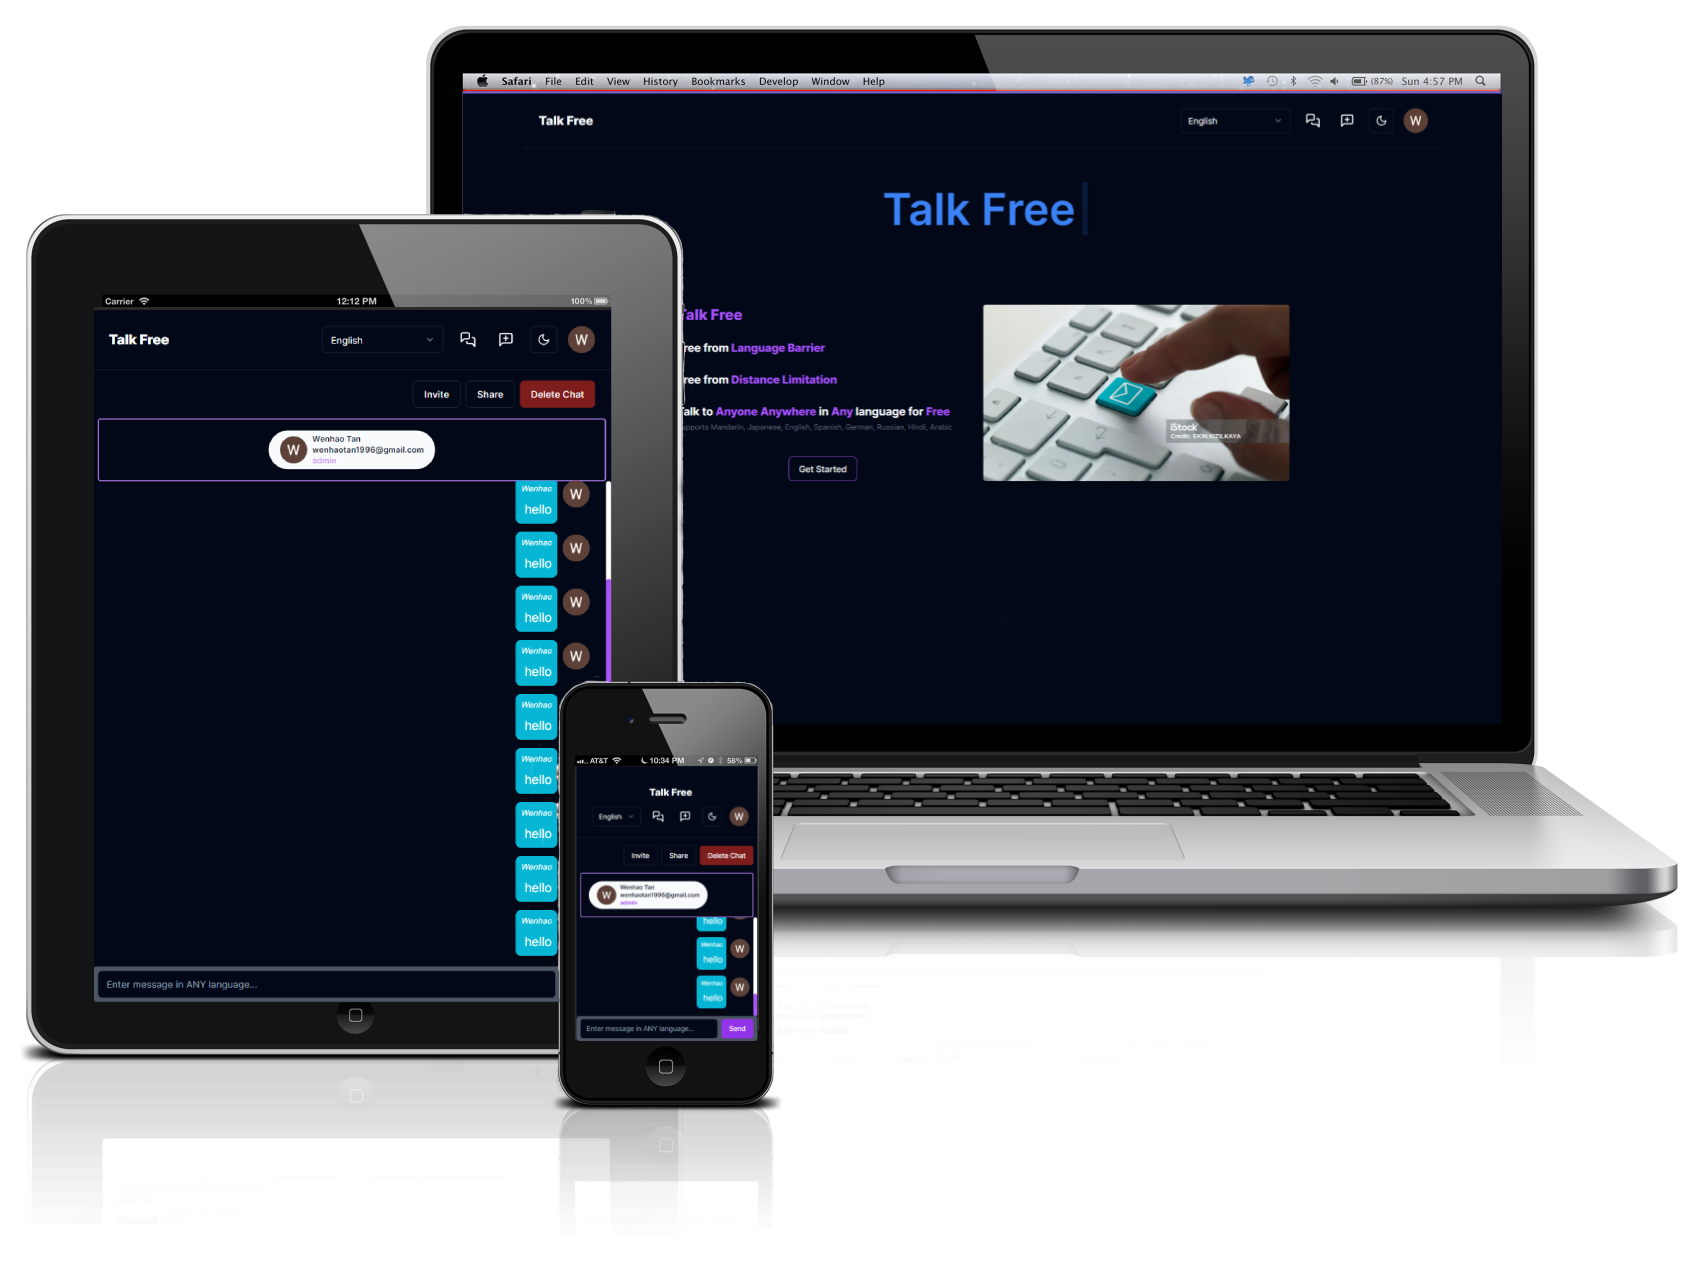 Safari File Edit View History Bookmarks Develop Window Help (87%) Sun 4:57 PM
Talk Free English W
Talk Free
alk Free
ree from Language Barrier
ree from Distance Limitation
alk to Anyone Anywhere in Any language for Free
pports Mandarin, Japanese, English, Spanish, German, Russian, Hindi, Arabic
Get Started
iStock
Credit: EKIN KIZILKAYA
Carrier 12:12 PM 100%
Talk Free English W
Invite Share Delete Chat
W
Wenhao Tan
wenhaotan1996@gmail.com
admin
Wenhao W
hello
Wenhao W
hello
Wenhao W
hello
Wenhao W
hello
Wenhao
hello
Wenhao
hello
Wenhao
hello
Wenhao
hello
Wenhao
hello
Enter message in ANY language...
AT&T 10:34 PM 58%
Talk Free
English W
Invite Share Delete Chat
W
Wenhao Tan
wenhaotan1996@gmail.com
admin
hello
Wenhao W
hello
Wenhao W
hello
Enter message in ANY language... Send